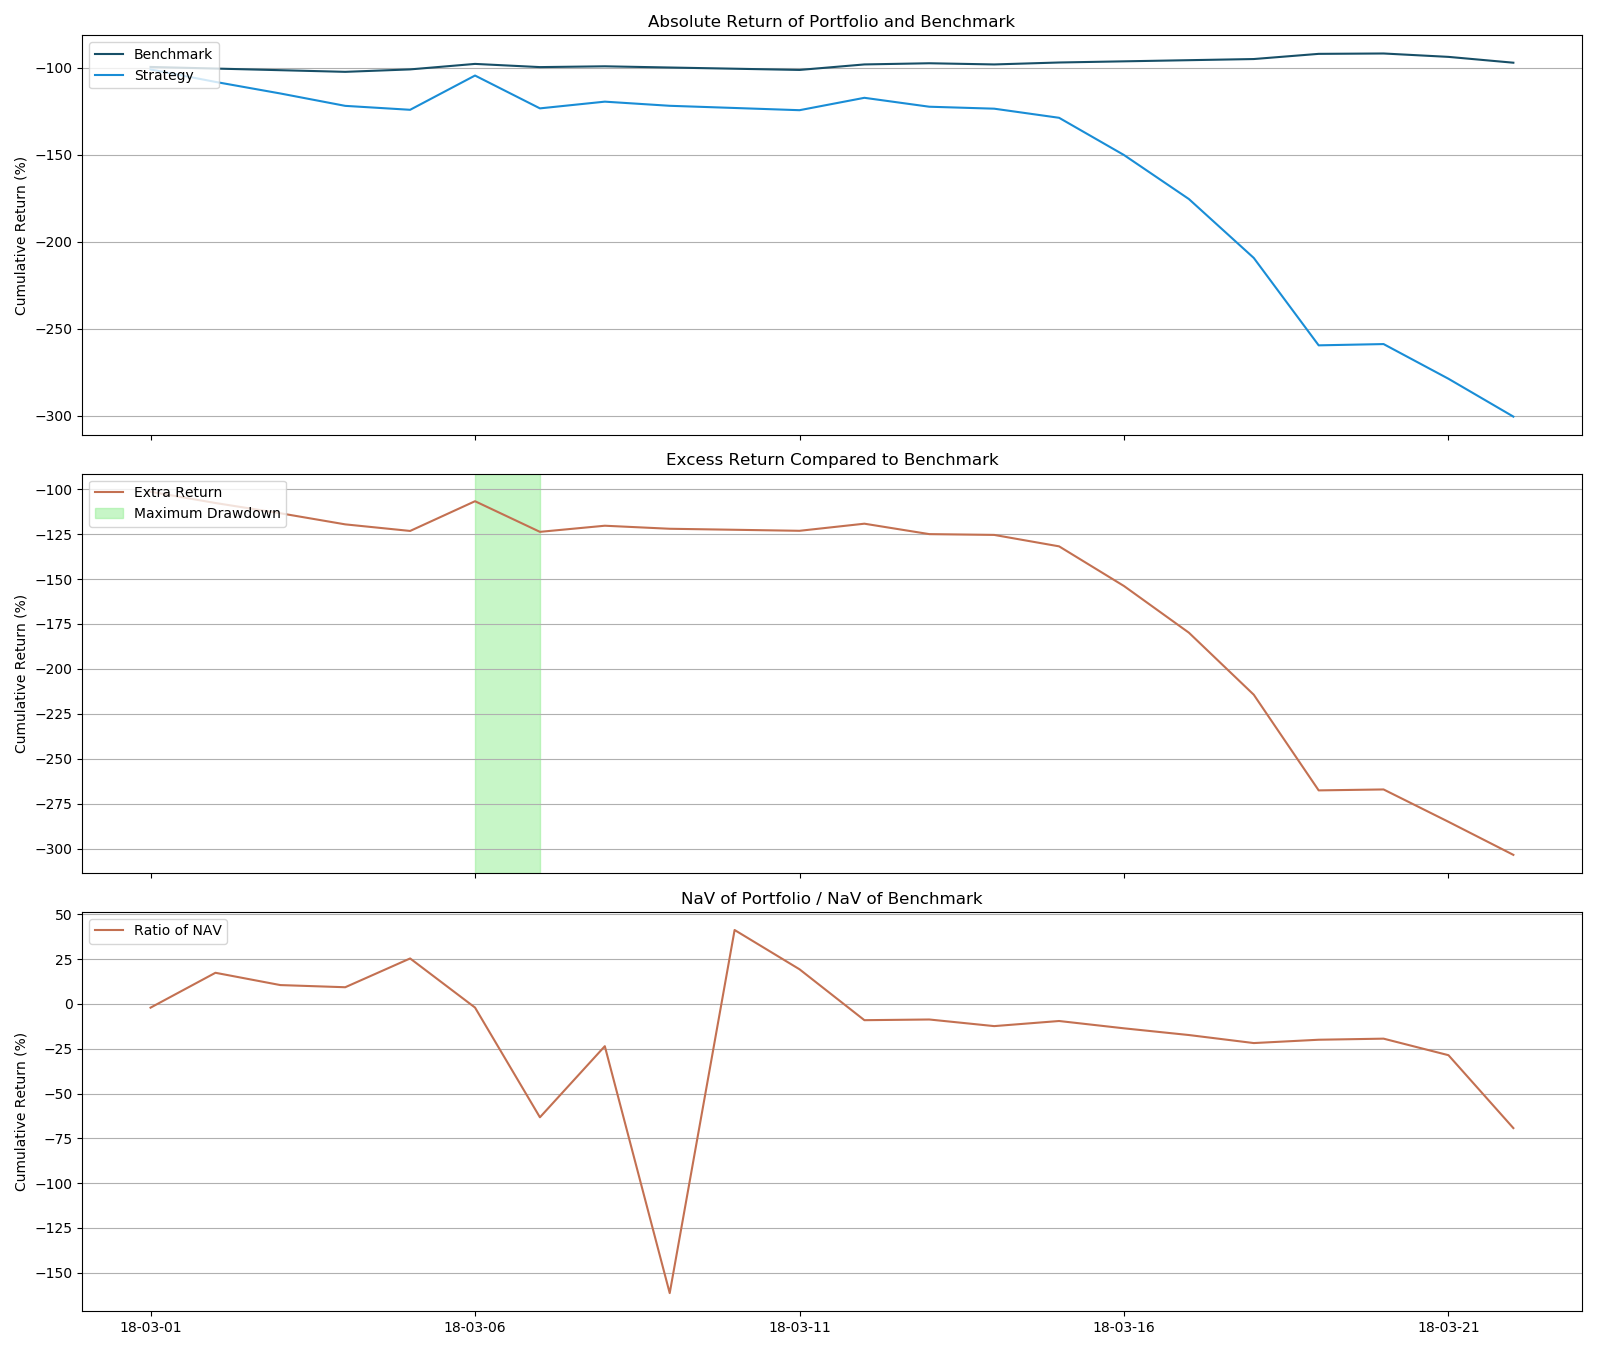 Absolute Return of Portfolio and Benchmark
Benchmark
Strategy
−100
−150
−200
−250
−300
Cumulative Return (%)
Excess Return Compared to Benchmark
Extra Return
Maximum Drawdown
−100
−125
−150
−175
−200
−225
−250
−275
−300
Cumulative Return (%)
NaV of Portfolio / NaV of Benchmark
Ratio of NAV
50
25
0
−25
−50
−75
−100
−125
−150
Cumulative Return (%)
18-03-01 18-03-06 18-03-11 18-03-16 18-03-21